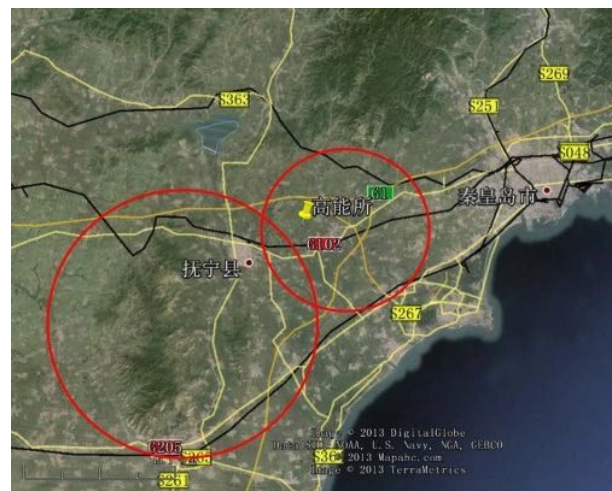 S269
S251
S363
S048
G1
秦皇岛市
高能所
G102
抚宁县
S267
Image © 2013 DigitalGlobe
Data SIO, NOAA, U.S. Navy, NGA, GEBCO
© 2013 Mapabc.com
Image © 2013 TerraMetrics
G205
S365
S261